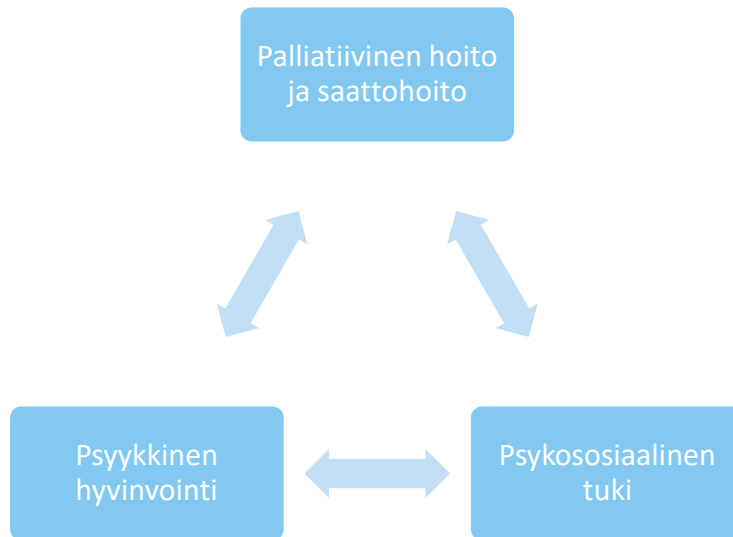 Palliatiivinen hoito
ja saattohoito
Psyykkinen
hyvinvointi
Psykososiaalinen
tuki